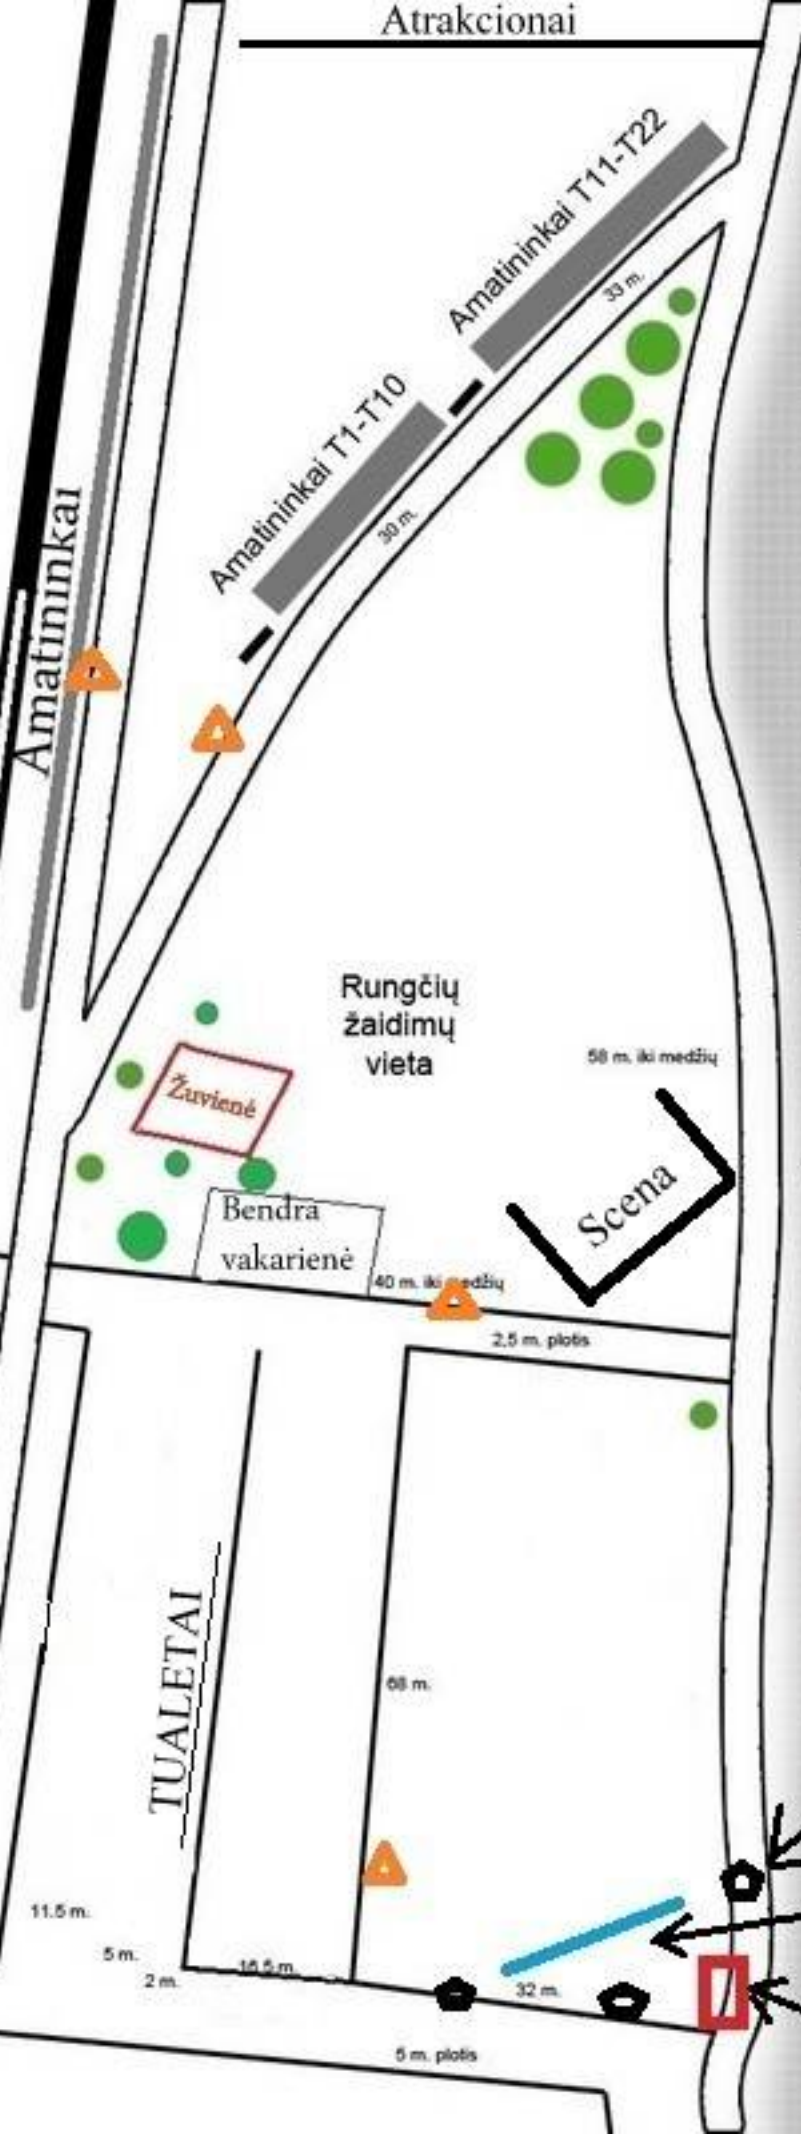 Atrakcionai
Amatininkai T11-T22
33 m.
Amatininkai T1-T10
30 m.
Amatininkai
Rungčių
žaidimų
vieta
58 m. iki medžių
Žuvienė
Scena
Bendra
vakarienė
40 m. iki medžių
2,5 m. plotis
TUALETAI
68 m.
11.5 m.
5 m.
2 m.
16,5 m.
32 m.
5 m. plotis